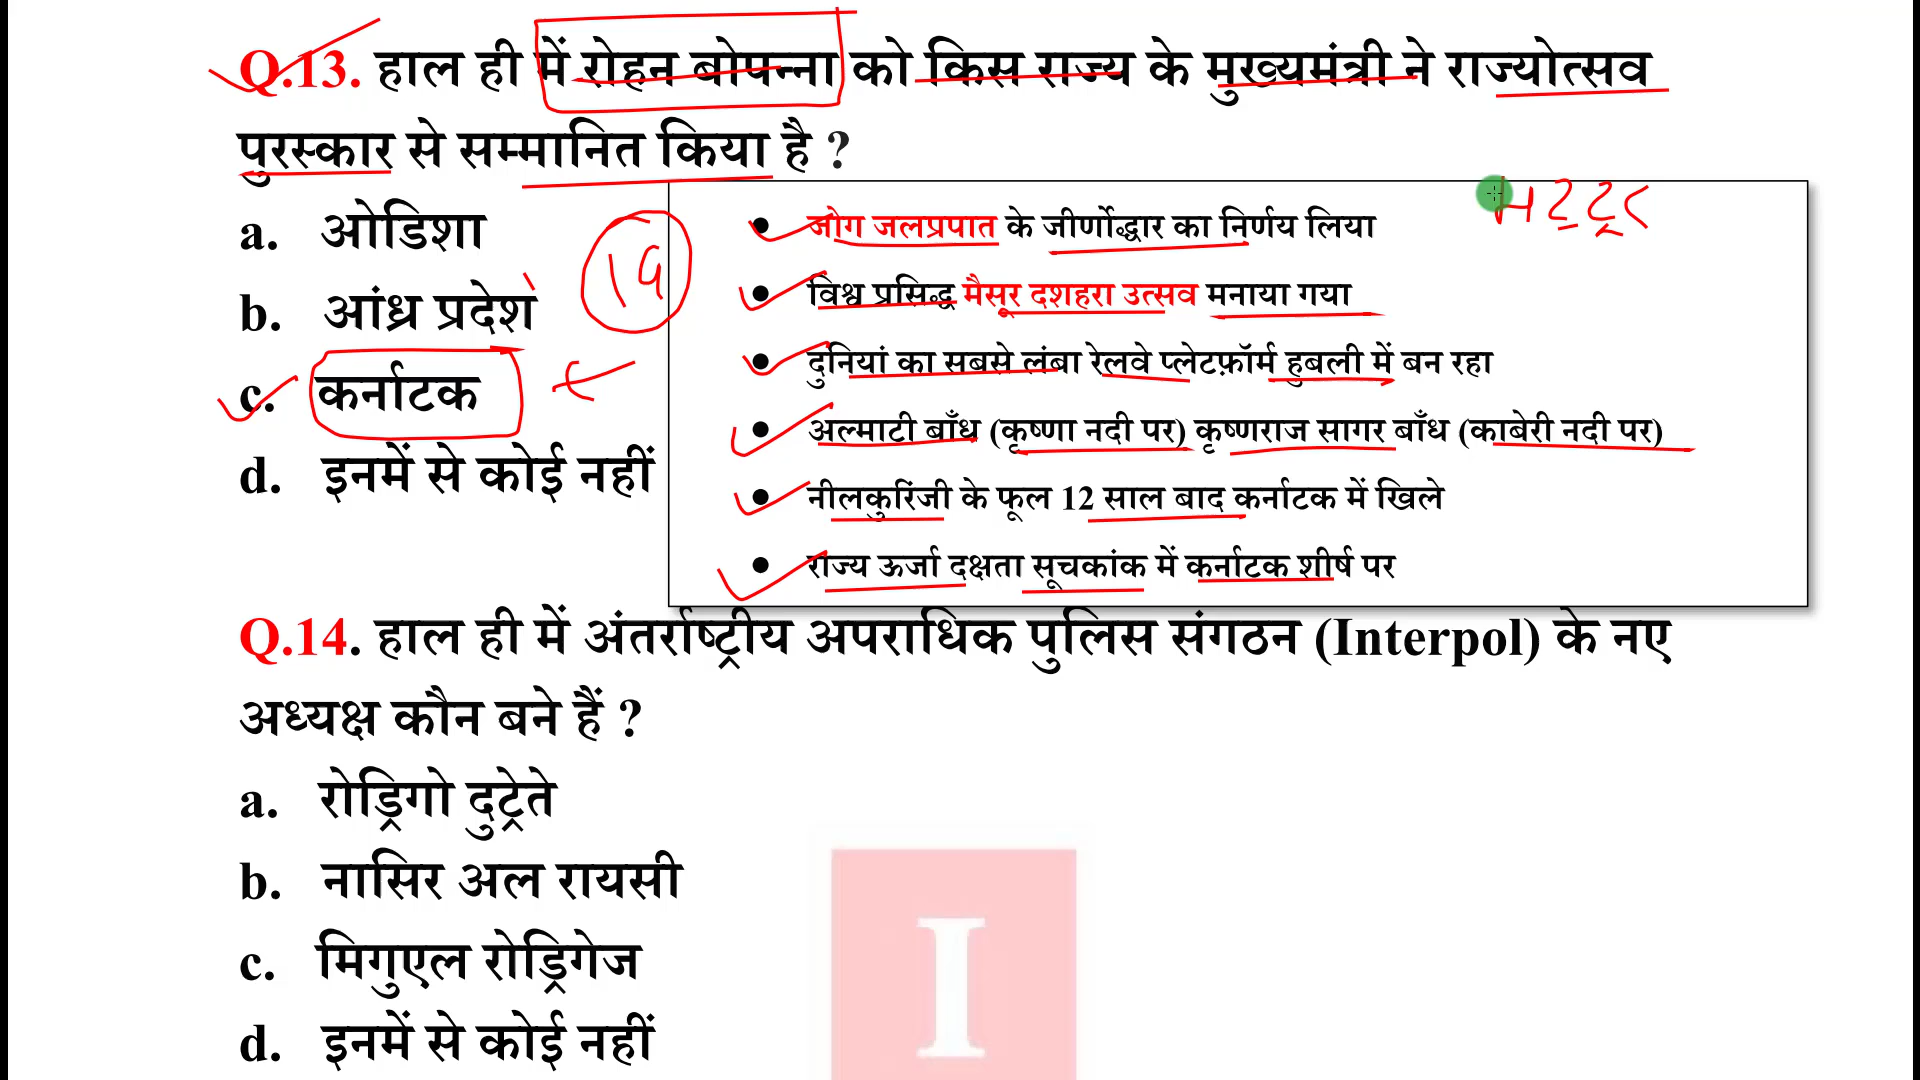 Q.13. हाल ही में रोहन बोपन्ना को किस राज्य के मुख्यमंत्री ने राज्योत्सव
पुरस्कार से सम्मानित किया है ?
a. ओडिशा
b. आंध्र प्रदेश
c. कर्नाटक
d. इनमें से कोई नहीं
19
• जोग जलप्रपात के जीर्णोद्धार का निर्णय लिया
• विश्व प्रसिद्ध मैसूर दशहरा उत्सव मनाया गया
• दुनियां का सबसे लंबा रेलवे प्लेटफ़ॉर्म हुबली में बन रहा
• अल्माटी बाँध (कृष्णा नदी पर) कृष्णराज सागर बाँध (काबेरी नदी पर)
• नीलकुरिंजी के फूल 12 साल बाद कर्नाटक में खिले
• राज्य ऊर्जा दक्षता सूचकांक में कर्नाटक शीर्ष पर
Q.14. हाल ही में अंतर्राष्ट्रीय अपराधिक पुलिस संगठन (Interpol) के नए
अध्यक्ष कौन बने हैं ?
a. रोड्रिगो दुट्रेते
b. नासिर अल रायसी
c. मिगुएल रोड्रिगेज
d. इनमें से कोई नहीं
I